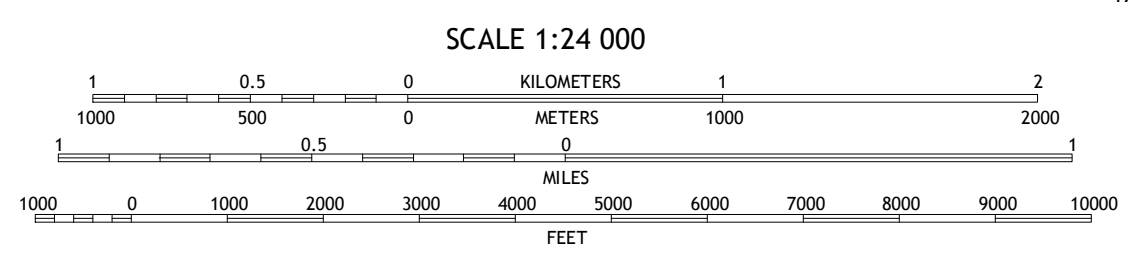 SCALE 1:24 000
1 0.5 0 KILOMETERS 1 2
1000 500 0 METERS 1000 2000
1 0.5 0 1
MILES
1000 0 1000 2000 3000 4000 5000 6000 7000 8000 9000 10000
FEET